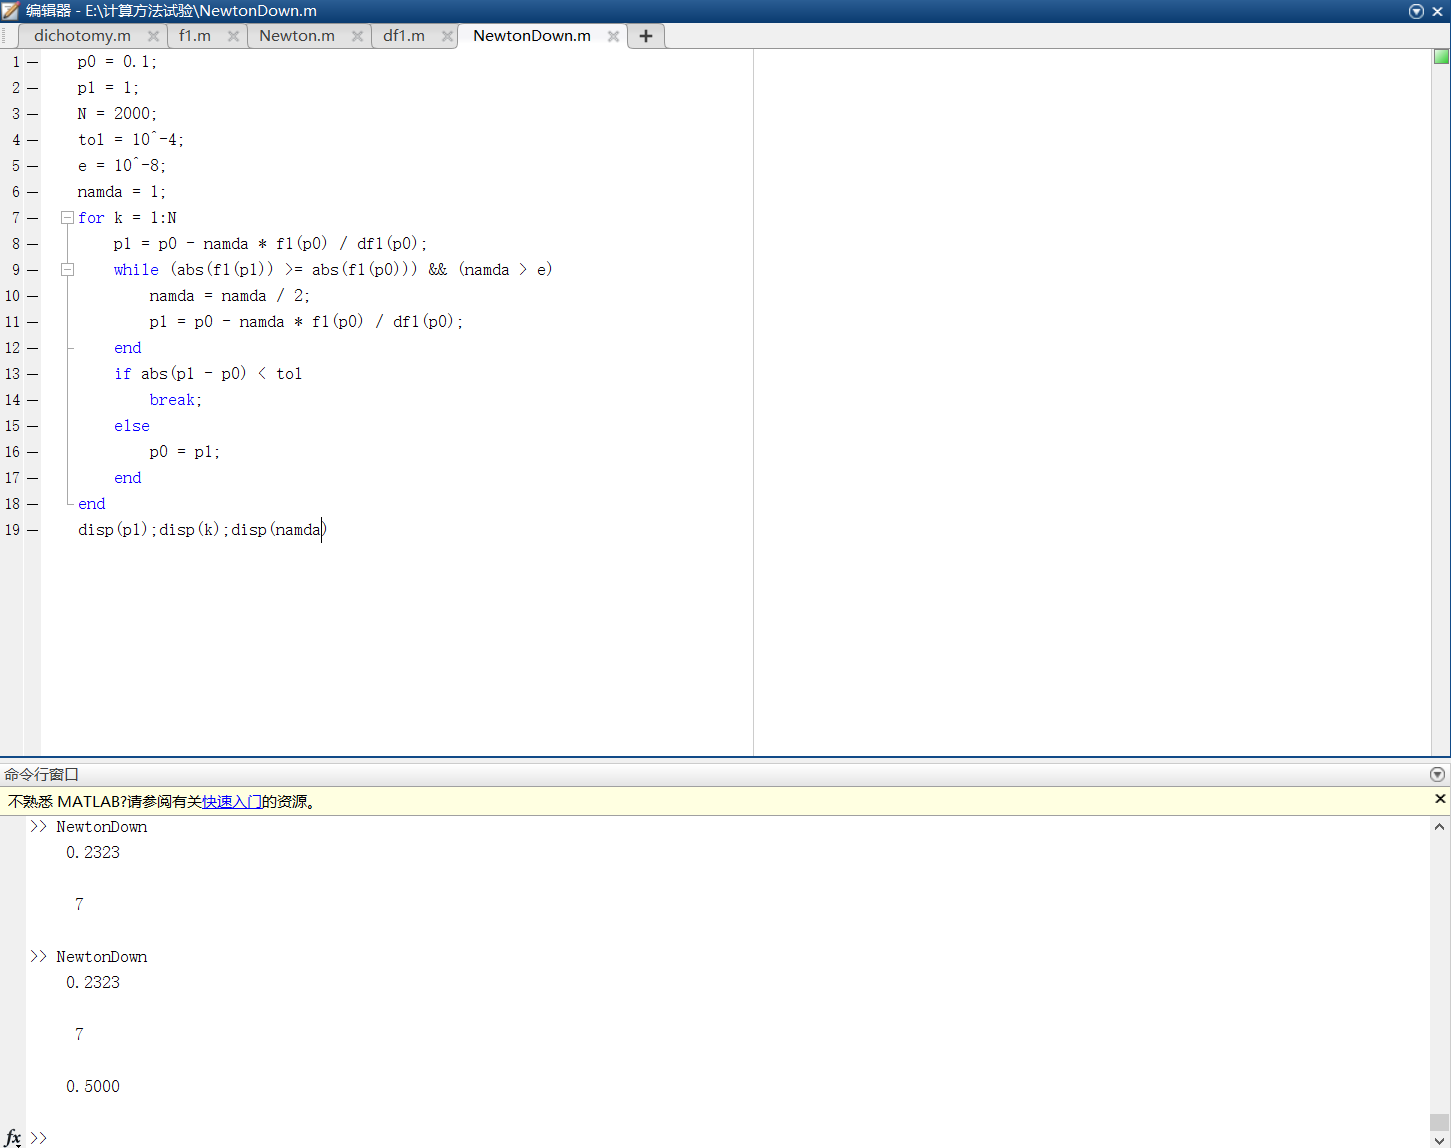 编辑器 - E:\计算方法试验\NewtonDown.m
dichotomy.m × f1.m × Newton.m × df1.m × NewtonDown.m × +
1 — p0 = 0.1;
2 — p1 = 1;
3 — N = 2000;
4 — tol = 10^-4;
5 — e = 10^-8;
6 — namda = 1;
7 — for k = 1:N
8 — p1 = p0 - namda * f1(p0) / df1(p0);
9 — while (abs(f1(p1)) >= abs(f1(p0))) && (namda > e)
10 — namda = namda / 2;
11 — p1 = p0 - namda * f1(p0) / df1(p0);
12 — end
13 — if abs(p1 - p0) < tol
14 — break;
15 — else
16 — p0 = p1;
17 — end
18 — end
19 — disp(p1);disp(k);disp(namda)
命令行窗口
不熟悉 MATLAB?请参阅有关快速入门的资源。
>> NewtonDown
0.2323
7
>> NewtonDown
0.2323
7
0.5000
fx >>